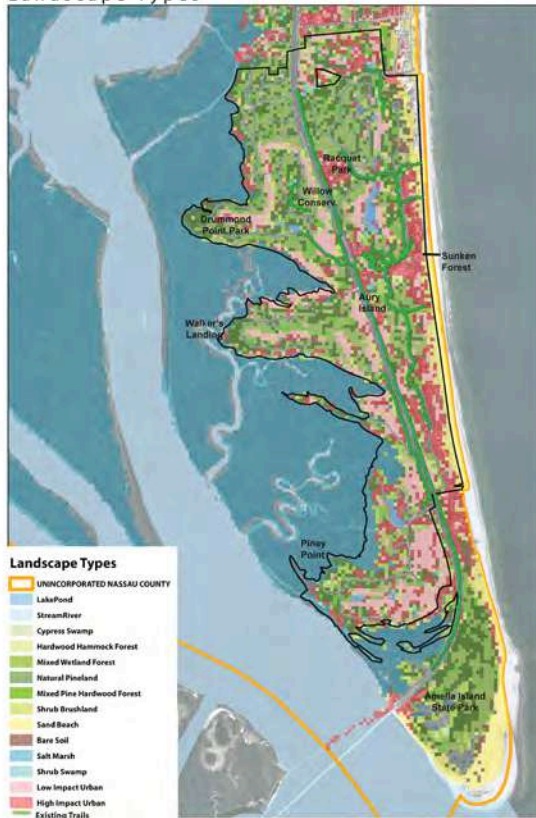 Landscape Types
Racquet
Park
Willow
Conserv.
Drummond
Point Park
Sunken
Forest
Aury
Island
Walker's
Landing
Piney
Point
Amelia Island
State Park
Landscape Types
UNINCORPORATED NASSAU COUNTY
LakePond
StreamRiver
Cypress Swamp
Hardwood Hammock Forest
Mixed Wetland Forest
Natural Pineland
Mixed Pine Hardwood Forest
Shrub Brushland
Sand Beach
Bare Soil
Salt Marsh
Shrub Swamp
Low Impact Urban
High Impact Urban
Existing Trails